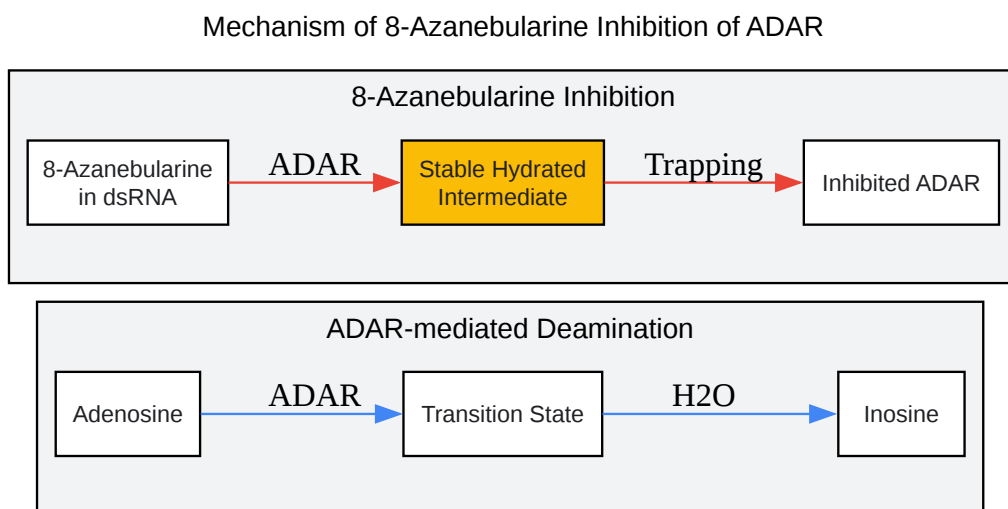 Mechanism of 8-Azanebularine Inhibition of ADAR
8-Azanebularine Inhibition
8-Azanebularine
in dsRNA
ADAR
Stable Hydrated
Intermediate
Trapping
Inhibited ADAR
ADAR-mediated Deamination
Adenosine
ADAR
Transition State
H2O
Inosine